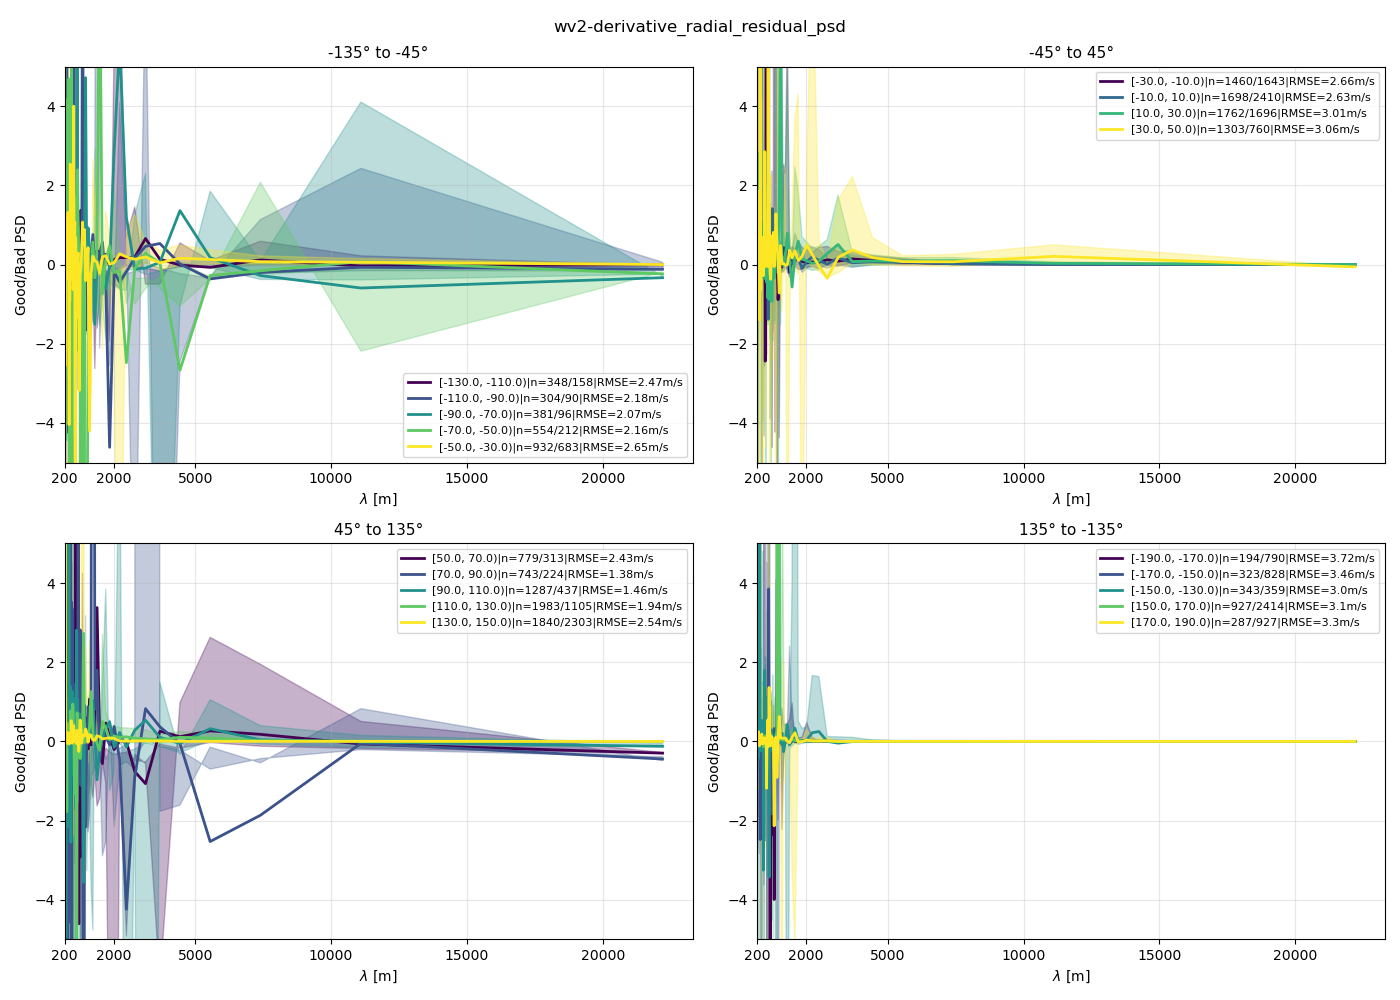 wv2-derivative_radial_residual_psd
-135° to -45°
Good/Bad PSD
4
2
0
−2
−4
[-130.0, -110.0)|n=348/158|RMSE=2.47m/s
[-110.0, -90.0)|n=304/90|RMSE=2.18m/s
[-90.0, -70.0)|n=381/96|RMSE=2.07m/s
[-70.0, -50.0)|n=554/212|RMSE=2.16m/s
[-50.0, -30.0)|n=932/683|RMSE=2.65m/s
200 2000 5000 10000 15000 20000
λ [m]
-45° to 45°
Good/Bad PSD
4
2
0
−2
−4
[-30.0, -10.0)|n=1460/1643|RMSE=2.66m/s
[-10.0, 10.0)|n=1698/2410|RMSE=2.63m/s
[10.0, 30.0)|n=1762/1696|RMSE=3.01m/s
[30.0, 50.0)|n=1303/760|RMSE=3.06m/s
200 2000 5000 10000 15000 20000
λ [m]
45° to 135°
Good/Bad PSD
4
2
0
−2
−4
[50.0, 70.0)|n=779/313|RMSE=2.43m/s
[70.0, 90.0)|n=743/224|RMSE=1.38m/s
[90.0, 110.0)|n=1287/437|RMSE=1.46m/s
[110.0, 130.0)|n=1983/1105|RMSE=1.94m/s
[130.0, 150.0)|n=1840/2303|RMSE=2.54m/s
200 2000 5000 10000 15000 20000
λ [m]
135° to -135°
Good/Bad PSD
4
2
0
−2
−4
[-190.0, -170.0)|n=194/790|RMSE=3.72m/s
[-170.0, -150.0)|n=323/828|RMSE=3.46m/s
[-150.0, -130.0)|n=343/359|RMSE=3.0m/s
[150.0, 170.0)|n=927/2414|RMSE=3.1m/s
[170.0, 190.0)|n=287/927|RMSE=3.3m/s
200 2000 5000 10000 15000 20000
λ [m]